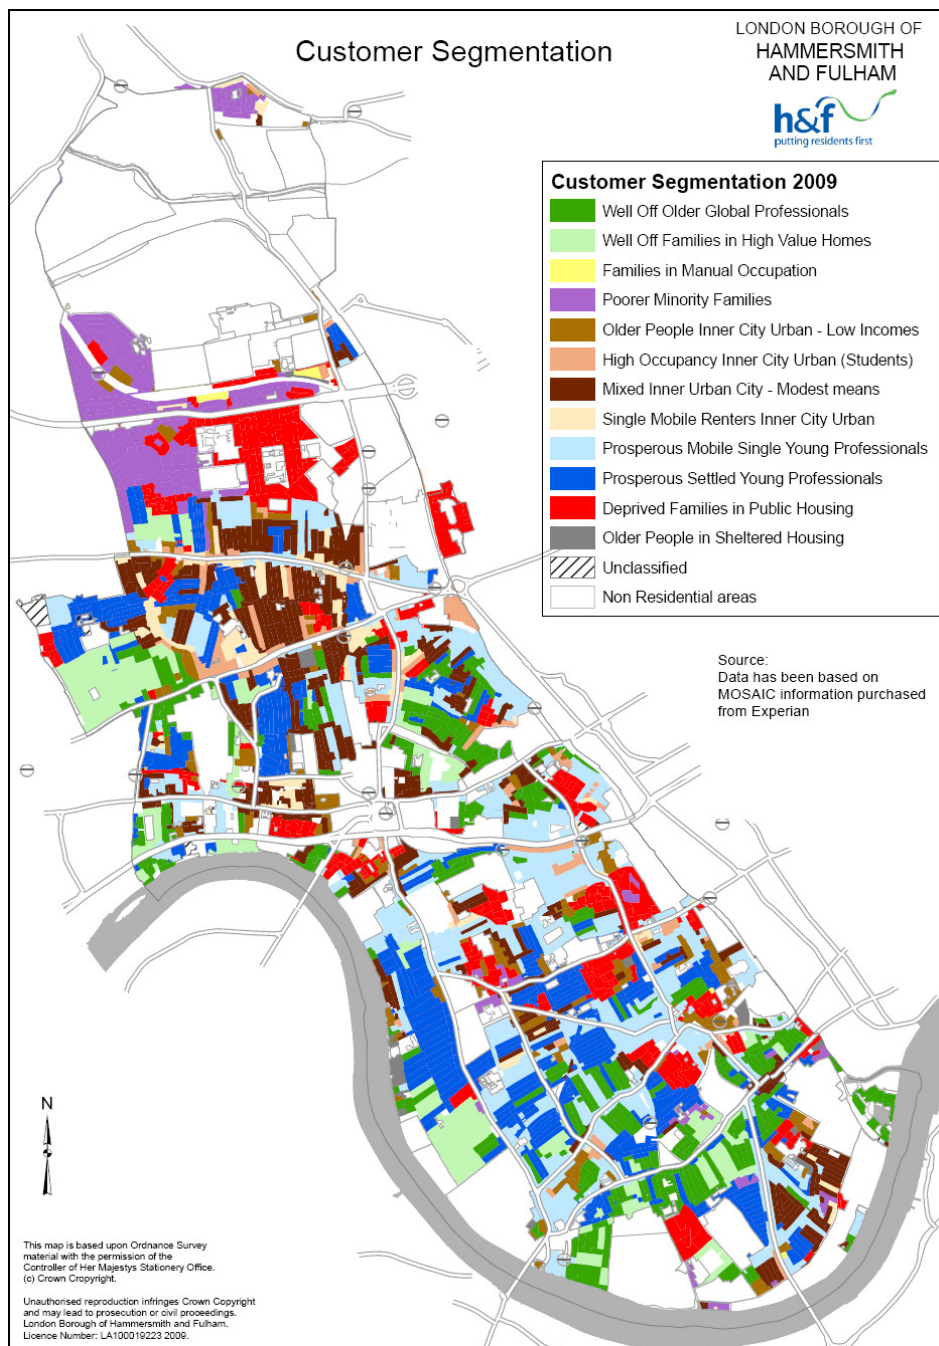 Customer Segmentation
LONDON BOROUGH OF
HAMMERSMITH
AND FULHAM
h&f
putting residents first
Customer Segmentation 2009
Well Off Older Global Professionals
Well Off Families in High Value Homes
Families in Manual Occupation
Poorer Minority Families
Older People Inner City Urban - Low Incomes
High Occupancy Inner City Urban (Students)
Mixed Inner Urban City - Modest means
Single Mobile Renters Inner City Urban
Prosperous Mobile Single Young Professionals
Prosperous Settled Young Professionals
Deprived Families in Public Housing
Older People in Sheltered Housing
Unclassified
Non Residential areas
Source:
Data has been based on
MOSAIC information purchased
from Experian
N
This map is based upon Ordnance Survey
material with the permission of the
Controller of Her Majestys Stationery Office.
(c) Crown Cropyright.
Unauthorised reproduction infringes Crown Copyright
and may lead to prosecution or civil proceedings.
London Borough of Hammersmith and Fulham.
Licence Number: LA100019223 2009.